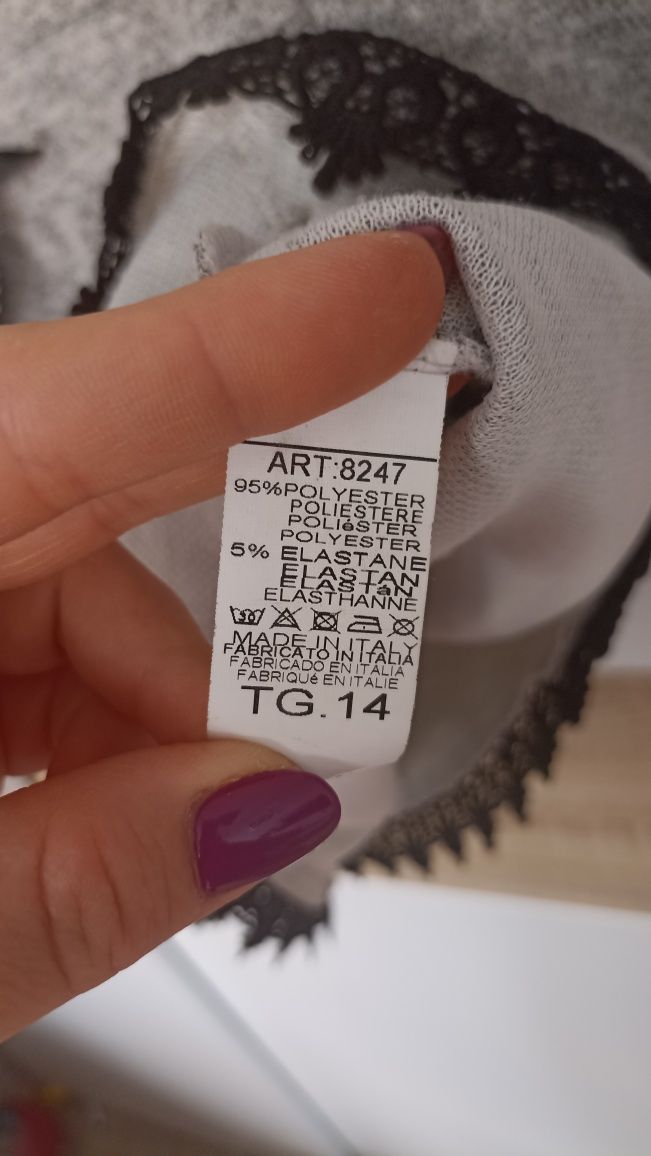 ART:8247
95%POLYESTER
POLIESTERE
POLIéSTER
POLYESTER
5% ELASTANE
ELASTAN
ELASTáN
ELASTHANNE
MADE IN ITALY
FABRICATO IN ITALIA
FABRICADO EN ITALIA
FABRIQUé EN ITALIE
TG.14